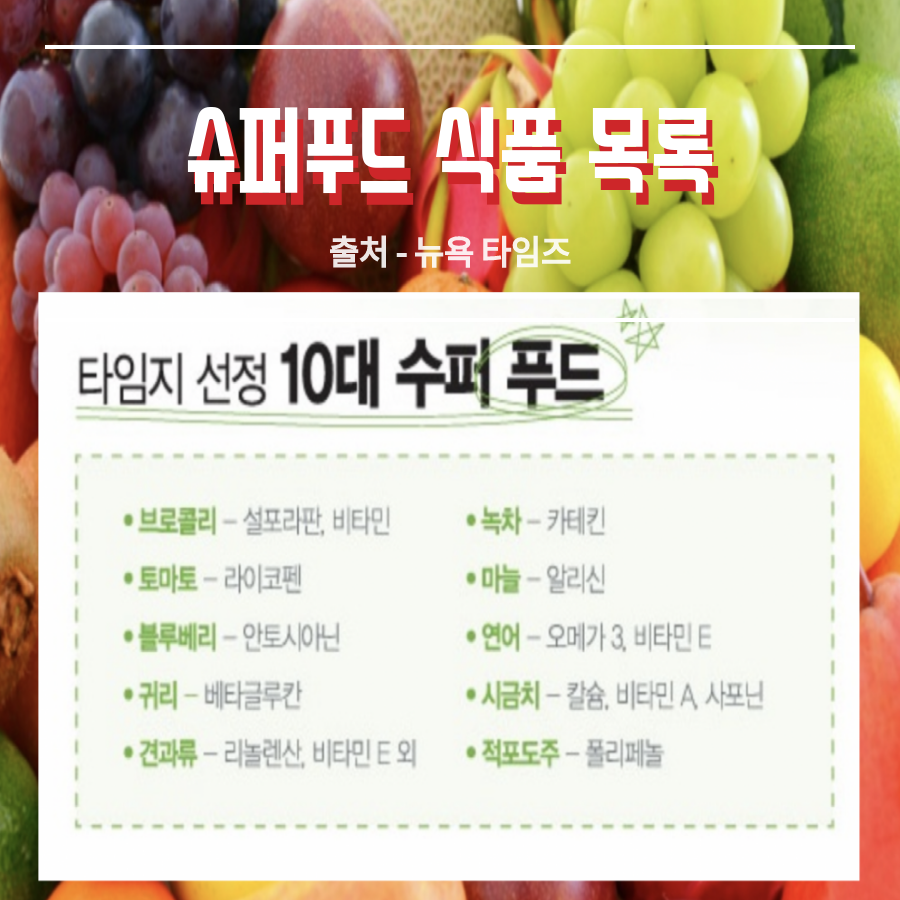 슈퍼푸드 식품 목록
출처 - 뉴욕 타임즈
타임지 선정 10대 수퍼 푸드
• 브로콜리 – 설포라판, 비타민
• 토마토 – 라이코펜
• 블루베리 – 안토시아닌
• 귀리 – 베타글루칸
• 견과류 – 리놀렌산, 비타민 E 외
• 녹차 – 카테킨
• 마늘 – 알리신
• 연어 – 오메가 3, 비타민 E
• 시금치 – 칼슘, 비타민 A, 사포닌
• 적포도주 – 폴리페놀